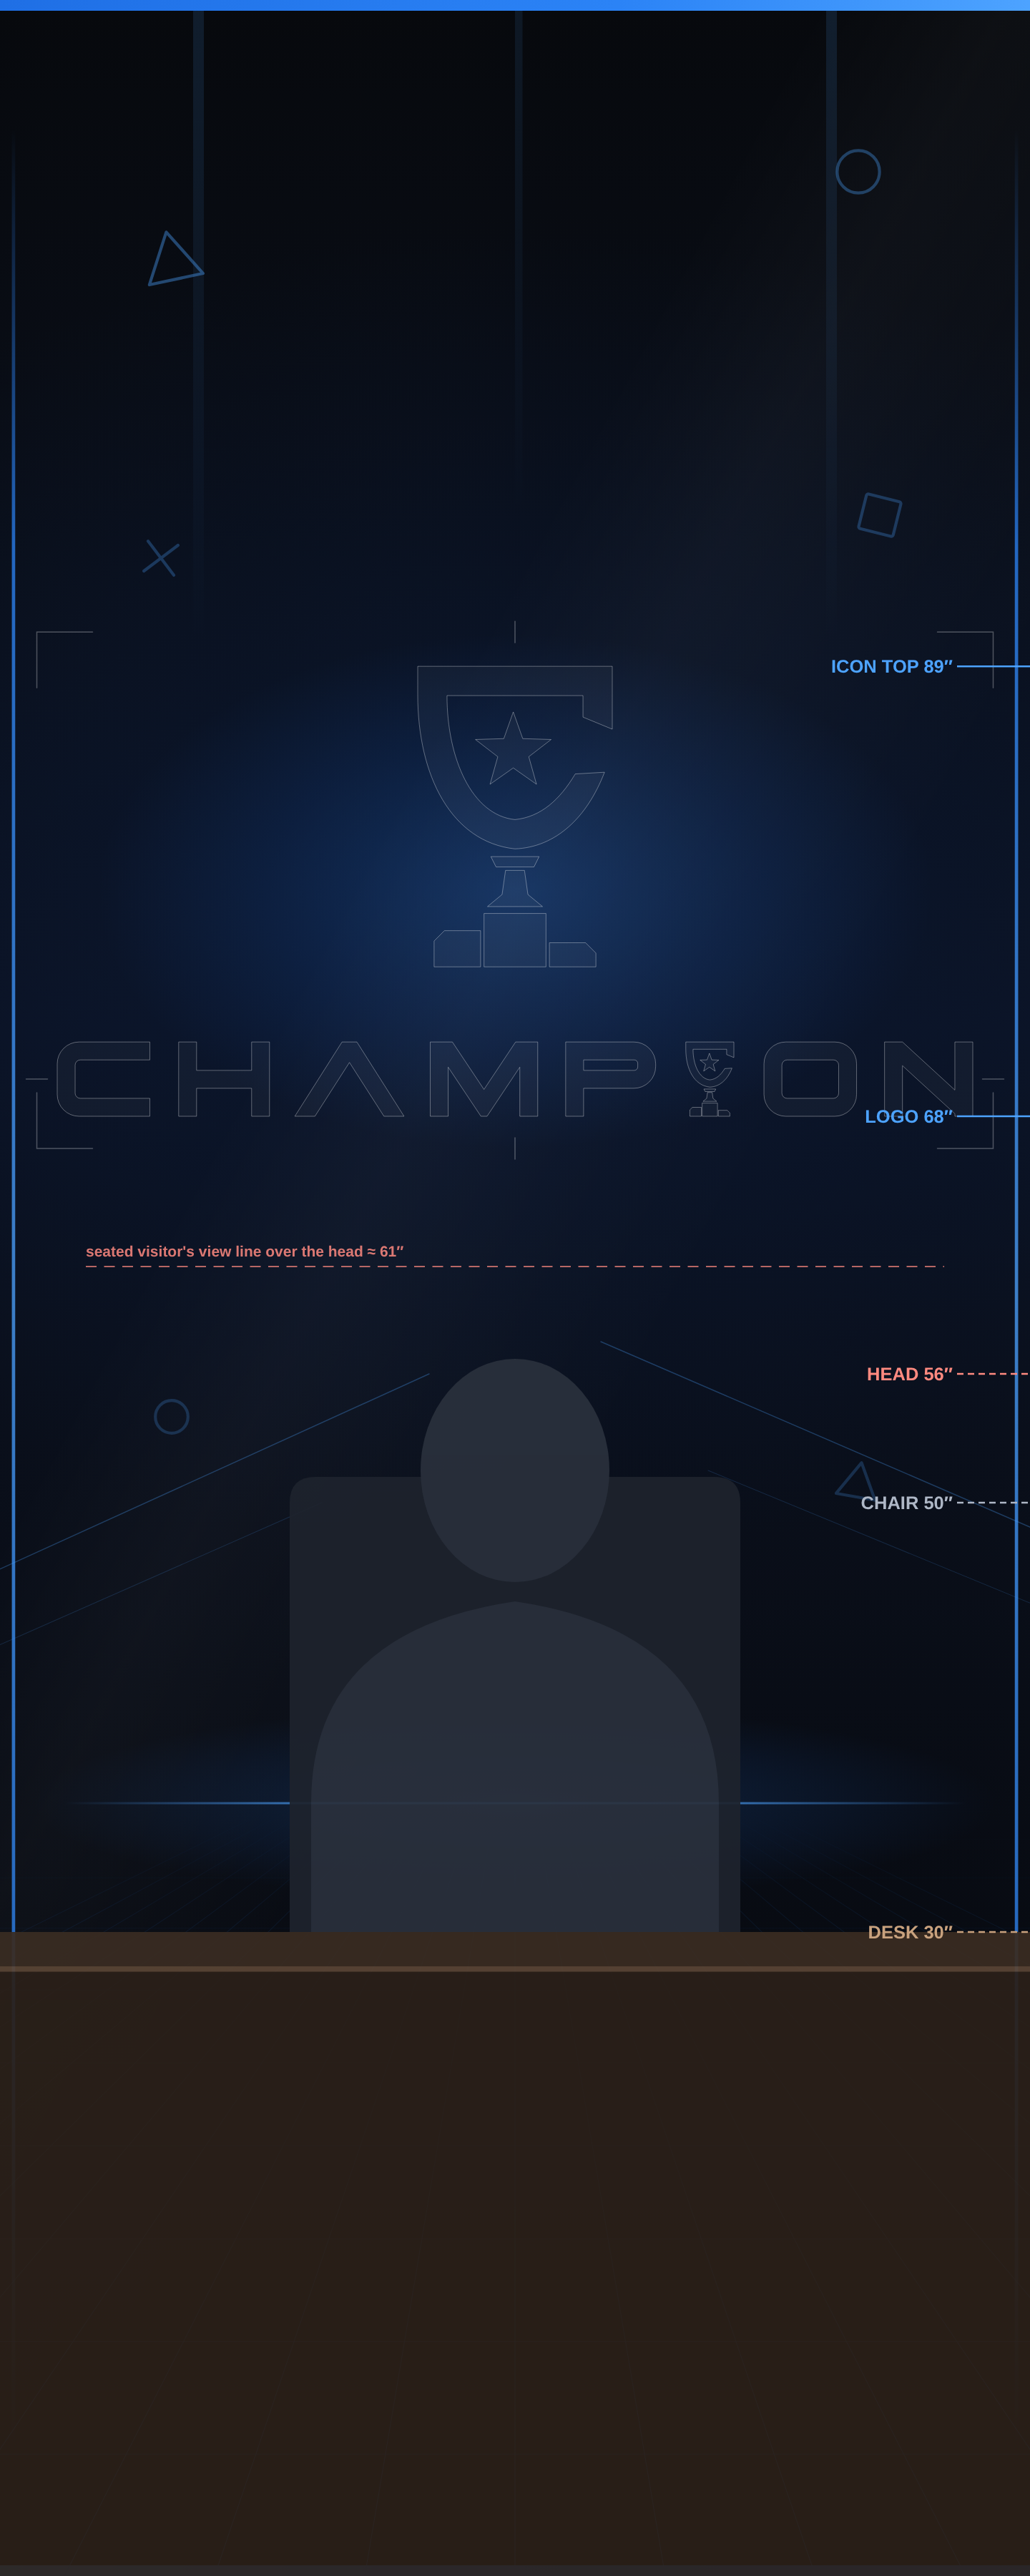 ICON TOP 89″
CHAMPION
LOGO 68″
seated visitor's view line over the head ≈ 61″
HEAD 56″
CHAIR 50″
DESK 30″